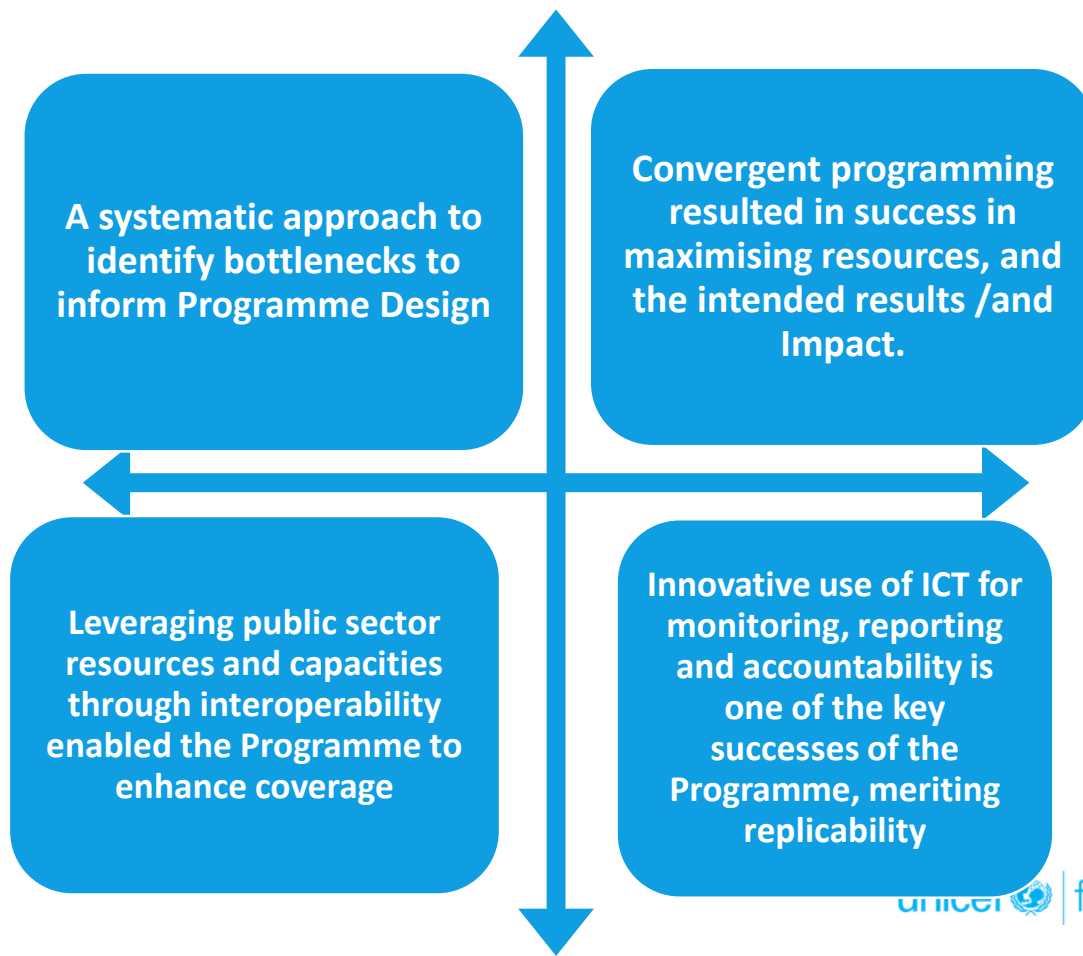 A systematic approach to
identify bottlenecks to
inform Programme Design
Convergent programming
resulted in success in
maximising resources, and
the intended results /and
Impact.
Leveraging public sector
resources and capacities
through interoperability
enabled the Programme to
enhance coverage
Innovative use of ICT for
monitoring, reporting
and accountability is
one of the key
successes of the
Programme, meriting
replicability
unicef